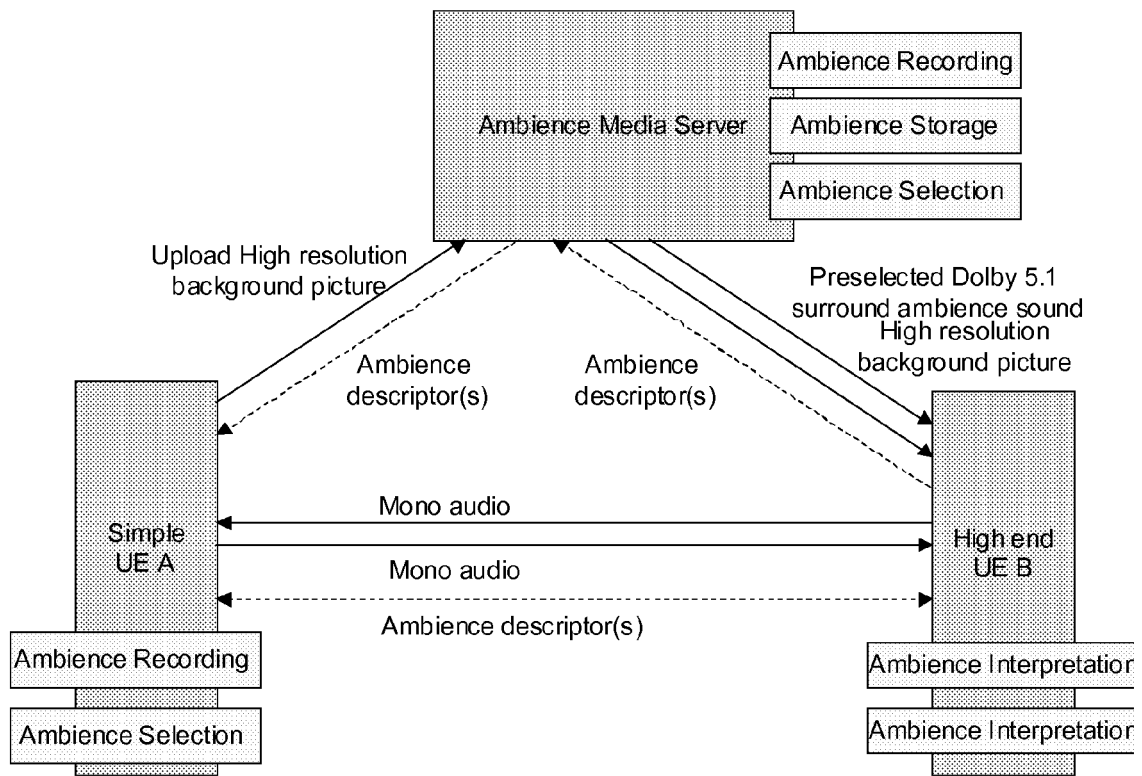 Ambience Recording
Ambience Media Server
Ambience Storage
Ambience Selection
Upload High resolution
background picture
Preselected Dolby 5.1
surround ambience sound
High resolution
background picture
Ambience
descriptor(s)
Ambience
descriptor(s)
Mono audio
Simple
UE A
High end
UE B
Mono audio
Ambience descriptor(s)
Ambience Recording
Ambience Interpretation
Ambience Selection
Ambience Interpretation